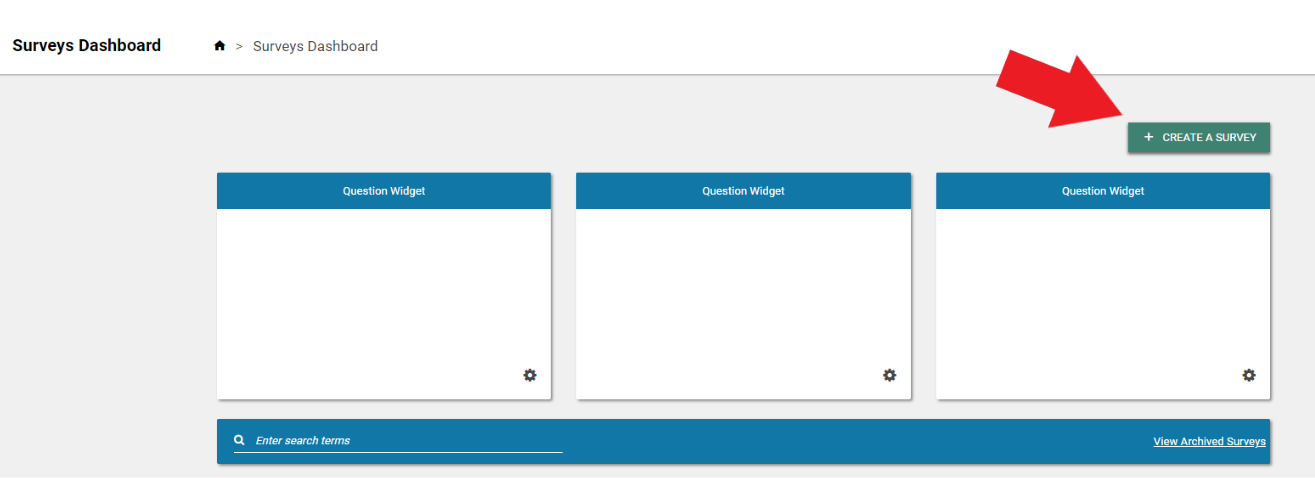 Surveys Dashboard > Surveys Dashboard
+ CREATE A SURVEY
Question Widget Question Widget Question Widget
Enter search terms View Archived Surveys